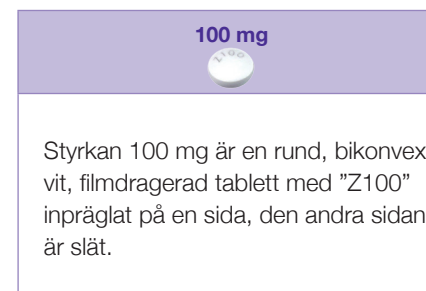 100 mg
Z100
Styrkan 100 mg är en rund, bikonvex
vit, filmdragerad tablett med ”Z100”
inpräglat på en sida, den andra sidan
är slät.